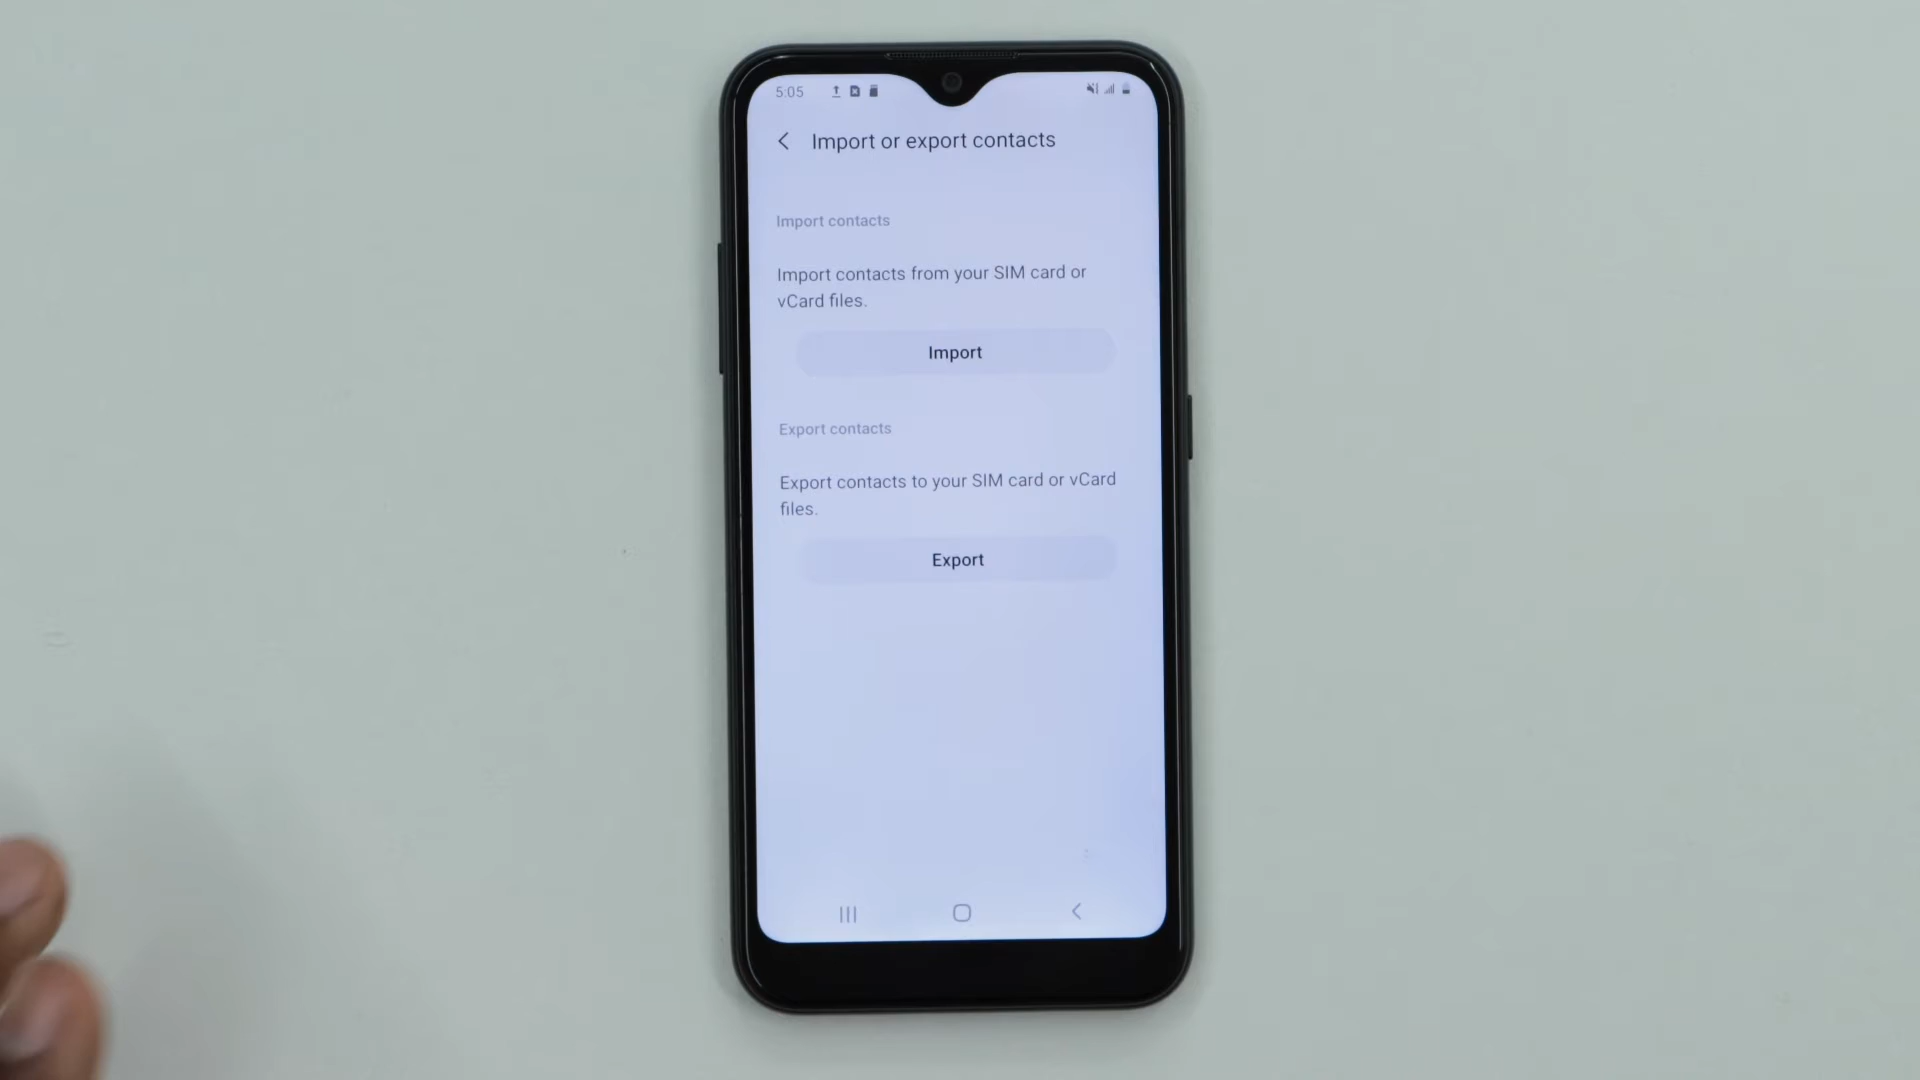 5:05
Import or export contacts
Import contacts
Import contacts from your SIM card or
vCard files.
Import
Export contacts
Export contacts to your SIM card or vCard
files.
Export